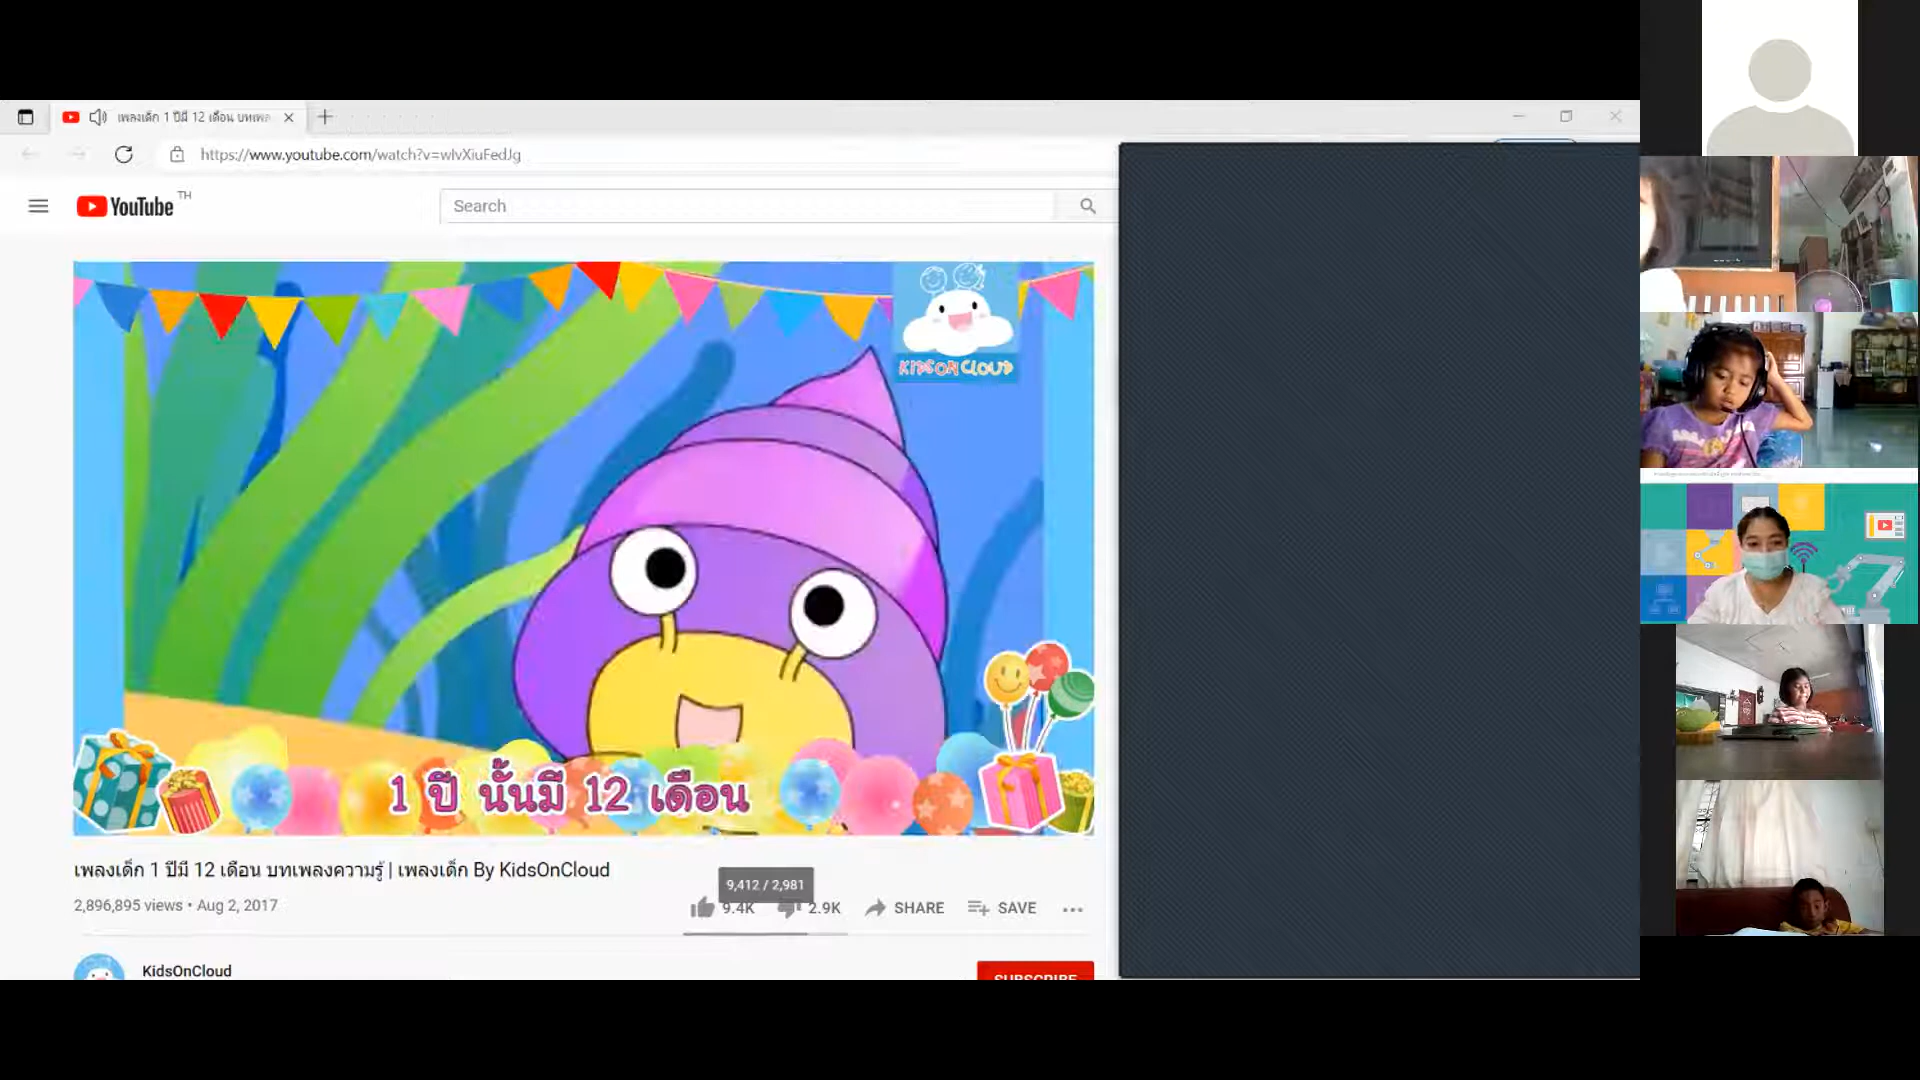 เพลงเด็ก 1 ปีมี 12 เดือน บทเพล
https://www.youtube.com/watch?v=wIvXiuFedJg
YouTube TH
Search
KIDSONCLOUD
1 ปี นั้นมี 12 เดือน
เพลงเด็ก 1 ปีมี 12 เดือน บทเพลงความรู้ | เพลงเด็ก By KidsOnCloud
9,412 / 2,981
2,896,895 views • Aug 2, 2017
9.4K 2.9K SHARE SAVE
KidsOnCloud
SUBSCRIBE